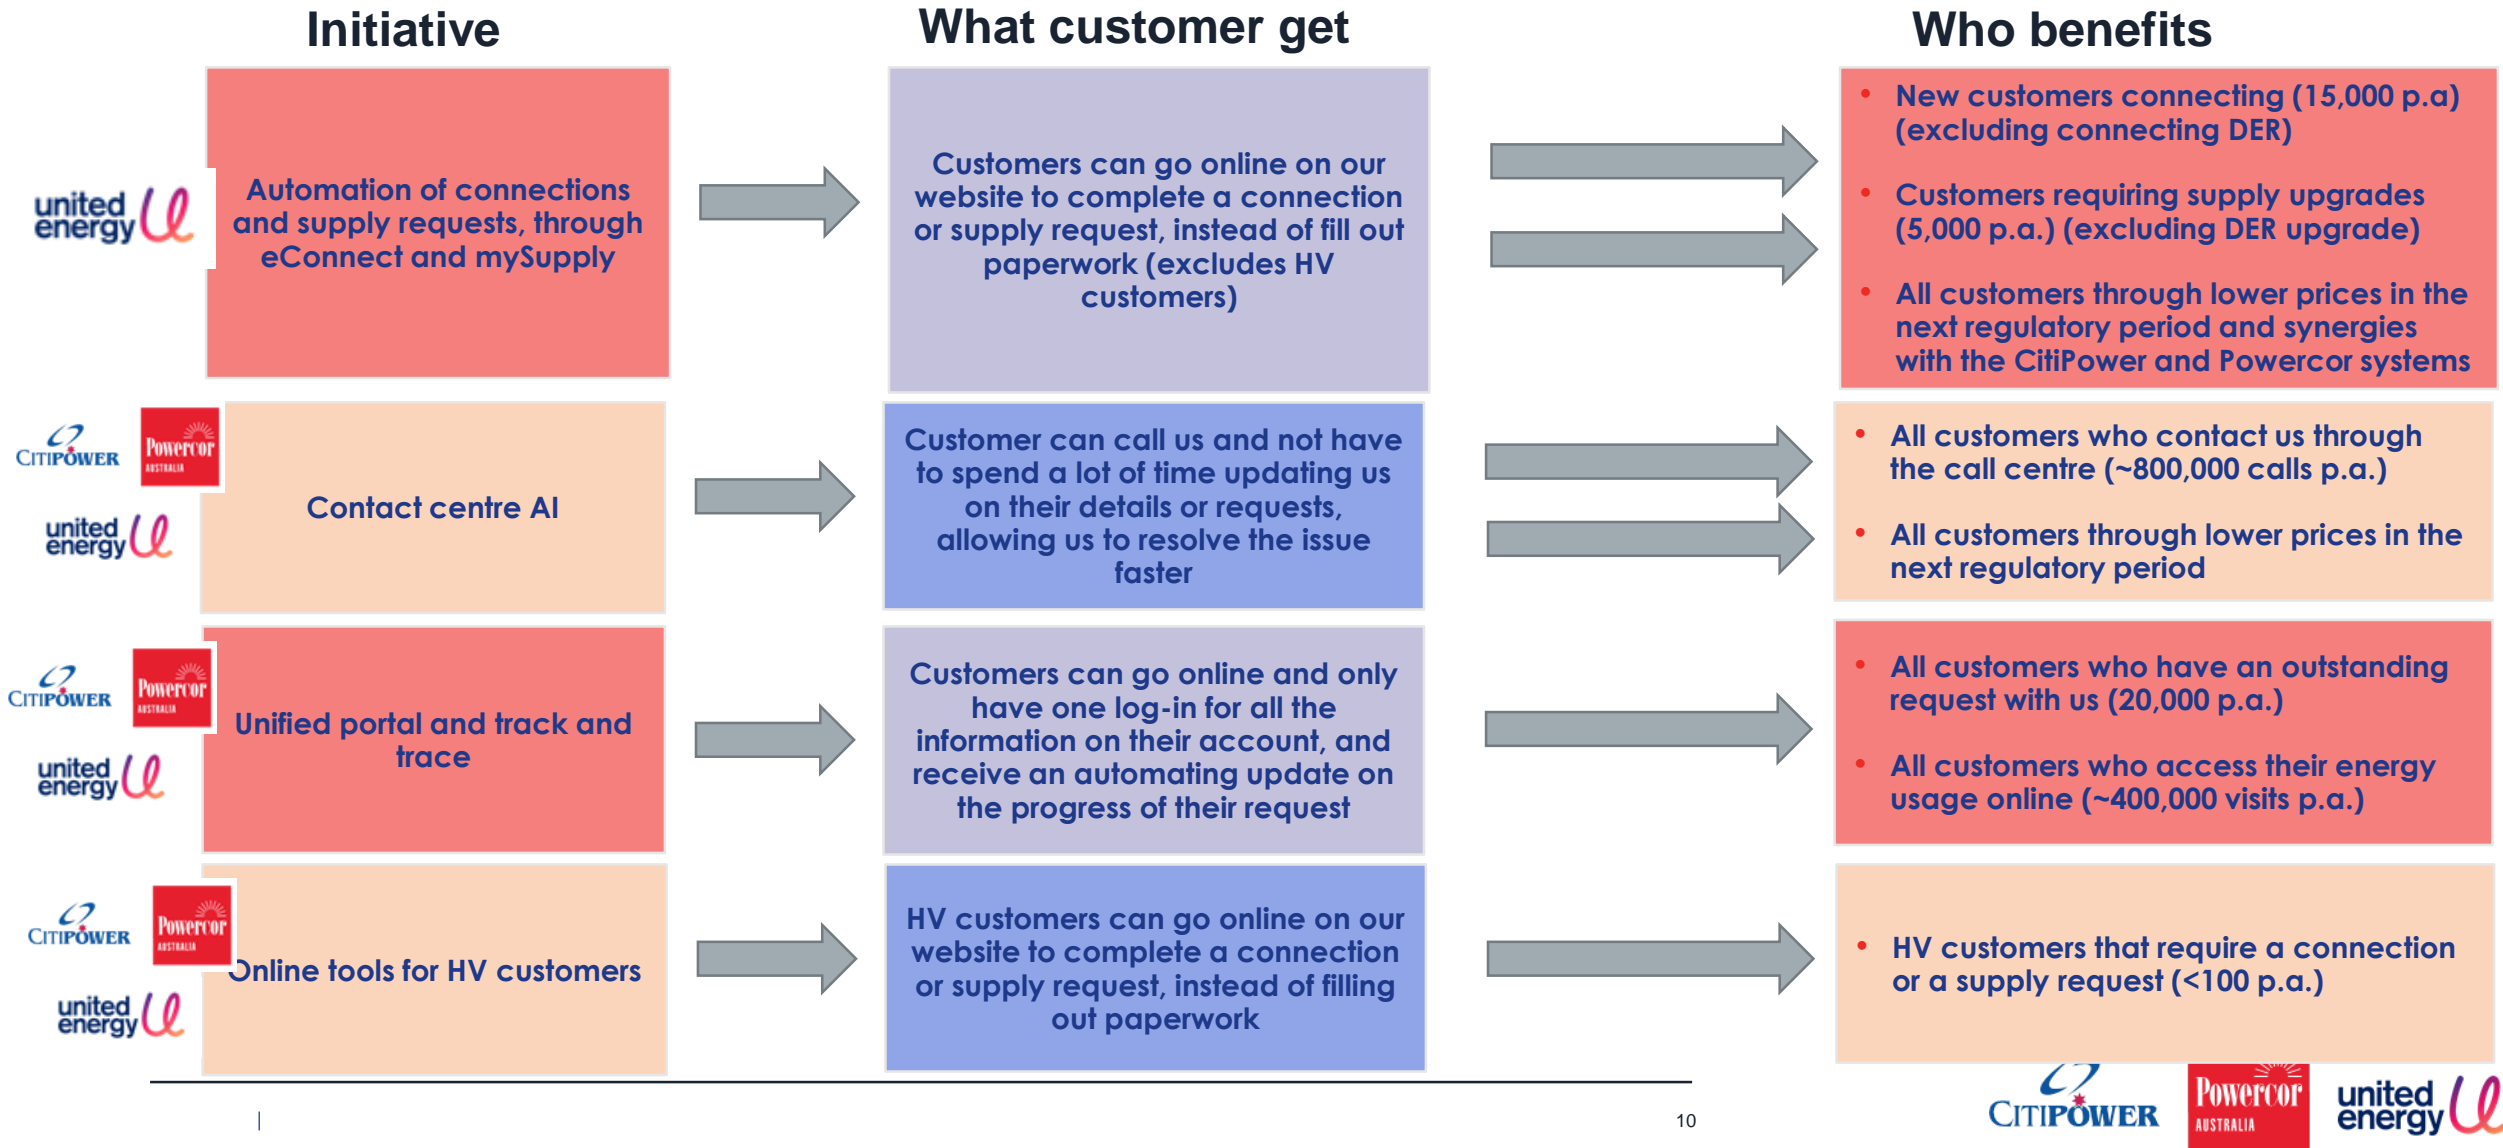 Initiative
What customer get
Who benefits
united
energy
Automation of connections
and supply requests, through
eConnect and mySupply
Customers can go online on our
website to complete a connection
or supply request, instead of fill out
paperwork (excludes HV
customers)
• New customers connecting (15,000 p.a)
(excluding connecting DER)
• Customers requiring supply upgrades
(5,000 p.a.) (excluding DER upgrade)
• All customers through lower prices in the
next regulatory period and synergies
with the CitiPower and Powercor systems
CITIPOWER
Powercor
AUSTRALIA
united
energy
Contact centre AI
Customer can call us and not have
to spend a lot of time updating us
on their details or requests,
allowing us to resolve the issue
faster
• All customers who contact us through
the call centre (~800,000 calls p.a.)
• All customers through lower prices in the
next regulatory period
CITIPOWER
Powercor
AUSTRALIA
united
energy
Unified portal and track and
trace
Customers can go online and only
have one log-in for all the
information on their account, and
receive an automating update on
the progress of their request
• All customers who have an outstanding
request with us (20,000 p.a.)
• All customers who access their energy
usage online (~400,000 visits p.a.)
CITIPOWER
Powercor
AUSTRALIA
united
energy
Online tools for HV customers
HV customers can go online on our
website to complete a connection
or supply request, instead of filling
out paperwork
• HV customers that require a connection
or a supply request (<100 p.a.)
|
10
CITIPOWER
Powercor
AUSTRALIA
united
energy